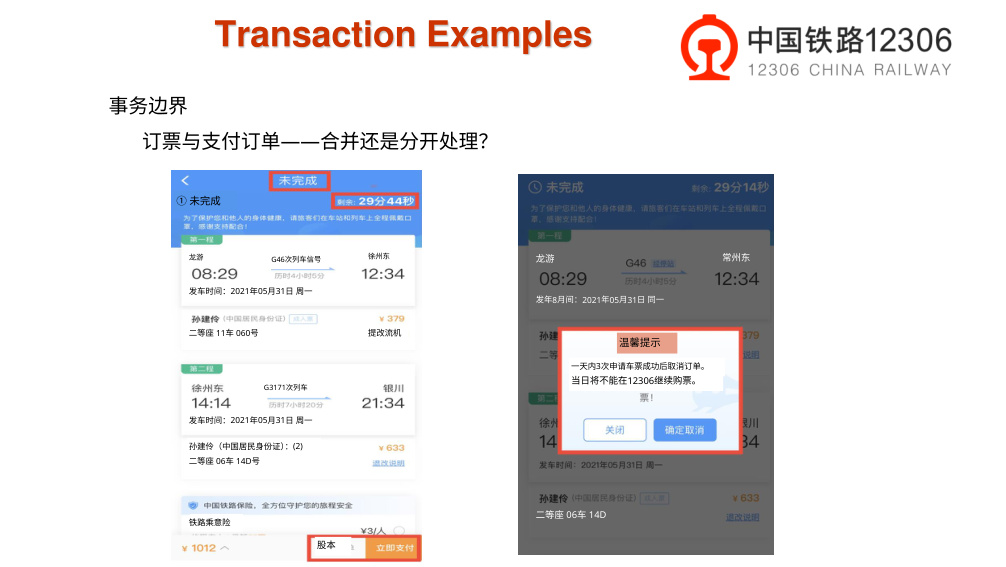 Transaction Examples
中国铁路12306
12306 CHINA RAILWAY
事务边界
订票与支付订单——合并还是分开处理?
未完成
① 未完成
剩余: 29分44秒
为了保护您和他人的身体健康，请旅客们在车站和列车上全程佩戴口
罩，感谢支持配合!
第一程
龙游
G46次列车信号
徐州东
08:29
历时4小时5分
12:34
发车时间：2021年05月31日 周一
孙建伶 (中国居民身份证) 成人票
¥ 379
二等座 11车 060号
提改流机
第二程
徐州东
G3171次列车
银川
14:14
历时7小时20分
21:34
发车时间：2021年05月31日 周一
孙建伶（中国居民身份证）：(2)
¥ 633
二等座 06车 14D号
退改说明
中国铁路保险，全方位守护您的旅程安全
铁路乘意险
¥3/人
¥ 1012
股本
立即支付
未完成
剩余: 29分14秒
为了保护您和他人的身体健康，请旅客们在车站和列车上全程佩戴口
罩，感谢支持配合!
第一程
龙游
G46
常州东
08:29
历时4小时5分
12:34
发年8月间：2021年05月31日 同一
孙建
379
二等
说明
温馨提示
一天内3次申请车票成功后取消订单。
当日将不能在12306继续购票。
票!
关闭
确定取消
第二
徐州
银川
14
34
发车时间：2021年05月31日 周一
孙建伶 (中国居民身份证) 成人票
¥ 633
二等座 06车 14D
退改说明